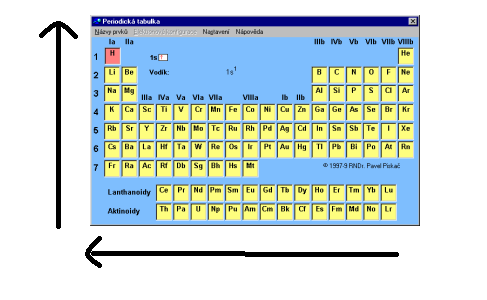 Periodická tabulka
Názvy prvků Elektronová konfigurace Nastavení Nápověda
Ia IIa IIIb IVb Vb VIb VIIb VIIIb
1 H 1s He
2 Li Be Vodík: 1s1 B C N O F Ne
3 Na Mg IIIa IVa Va VIa VIIa VIIIa Ib IIb Al Si P S Cl Ar
4 K Ca Sc Ti V Cr Mn Fe Co Ni Cu Zn Ga Ge As Se Br Kr
5 Rb Sr Y Zr Nb Mo Tc Ru Rh Pd Ag Cd In Sn Sb Te I Xe
6 Cs Ba La Hf Ta W Re Os Ir Pt Au Hg Tl Pb Bi Po At Rn
7 Fr Ra Ac Rf Db Sg Bh Hs Mt © 1997-9 RNDr. Pavel Pokač
Lanthanoidy Ce Pr Nd Pm Sm Eu Gd Tb Dy Ho Er Tm Yb Lu
Aktinoidy Th Pa U Np Pu Am Cm Bk Cf Es Fm Md No Lr